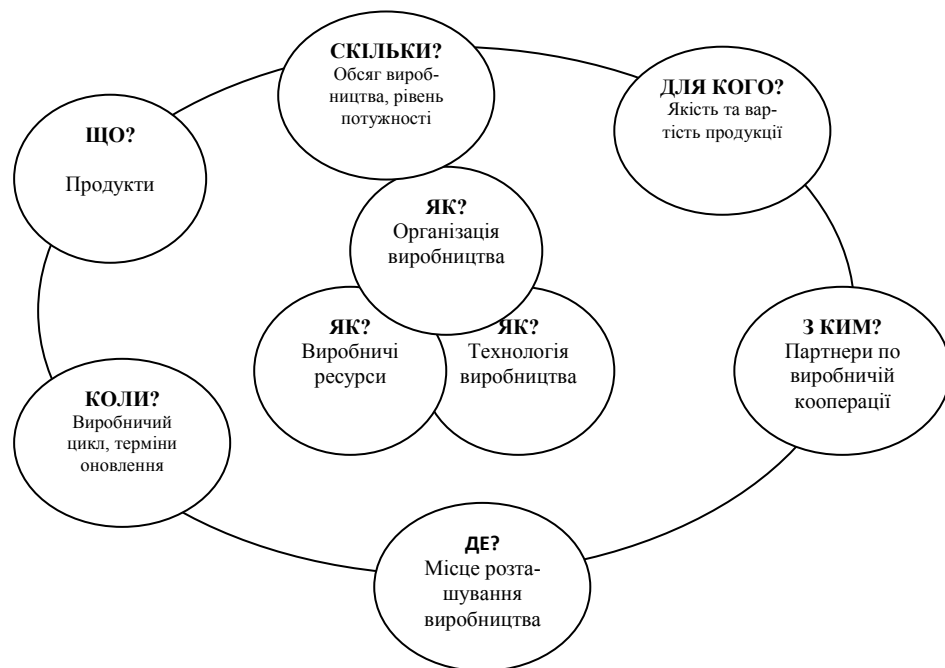 СКІЛЬКИ?
Обсяг вироб-
ництва, рівень
потужності
ДЛЯ КОГО?
Якість та вар-
тість продукції
ЩО?
Продукти
ЯК?
Організація
виробництва
ЯК?
Виробничі
ресурси
ЯК?
Технологія
виробництва
З КИМ?
Партнери по
виробничій
кооперації
КОЛИ?
Виробничий
цикл, терміни
оновлення
ДЕ?
Місце розта-
шування
виробництва